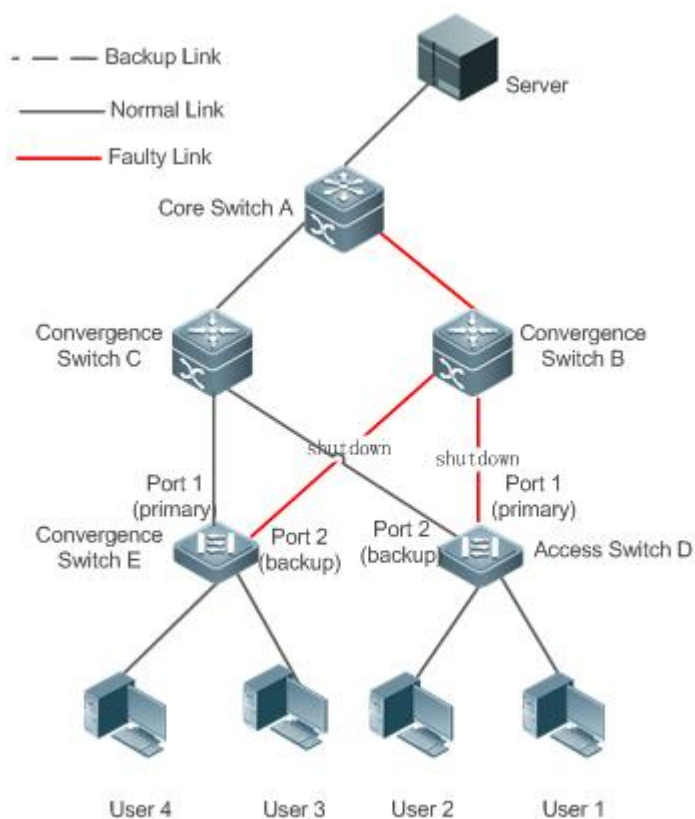 Backup Link
Normal Link
Faulty Link
Server
Core Switch A
Convergence
Switch C
Convergence
Switch B
shutdown
shutdown
Port 1
(primary)
Port 1
(primary)
Convergence
Switch E
Port 2
(backup)
Port 2
(backup)
Access Switch D
User 4
User 3
User 2
User 1